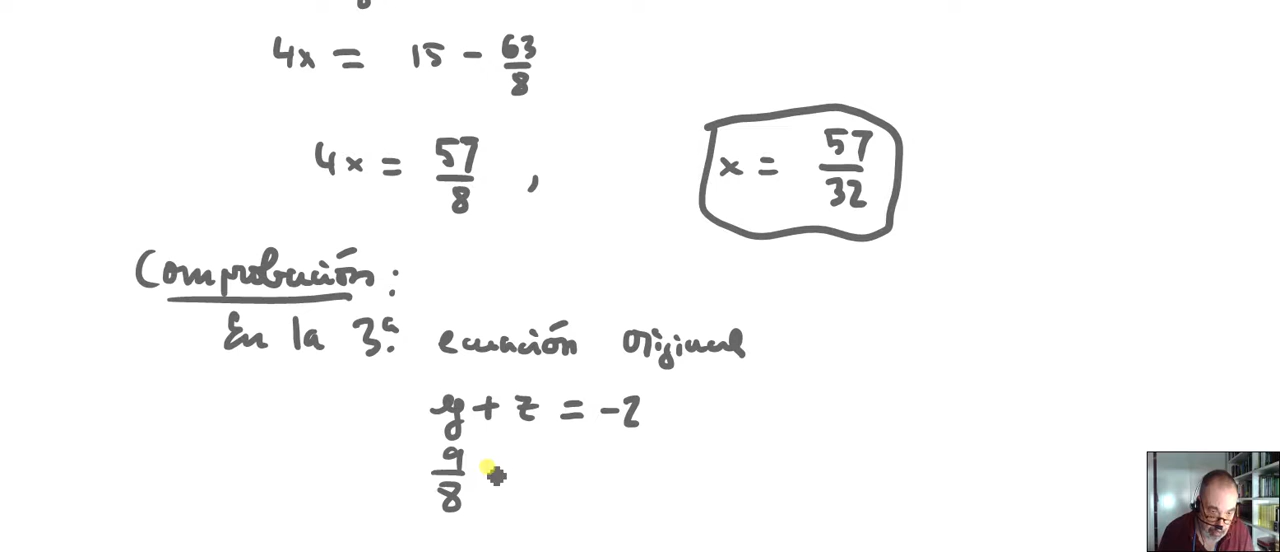 4x = 15 - 63/8
4x = 57/8 , x = 57/32
Comprobación:
En la 3ª ecuación original
y + z = -2
9/8